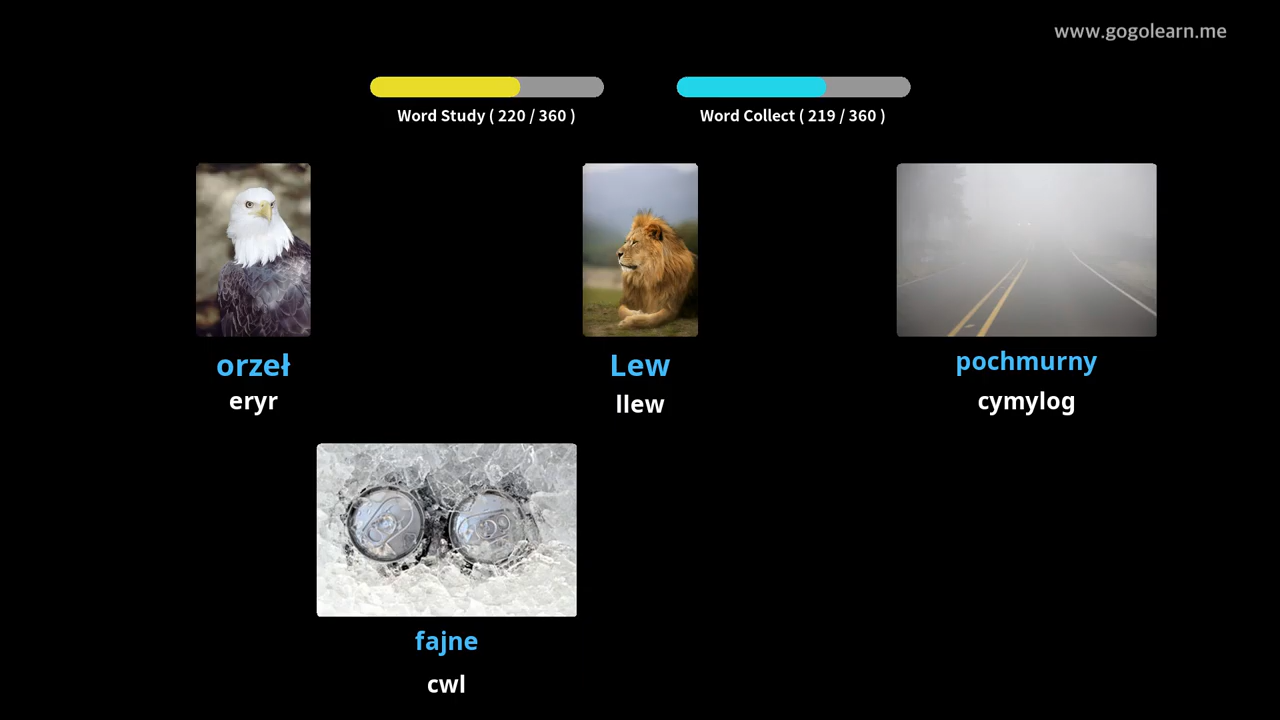 www.gogolearn.me
Word Study ( 220 / 360 )
Word Collect ( 219 / 360 )
orzeł
eryr
Lew
llew
pochmurny
cymylog
fajne
cwl